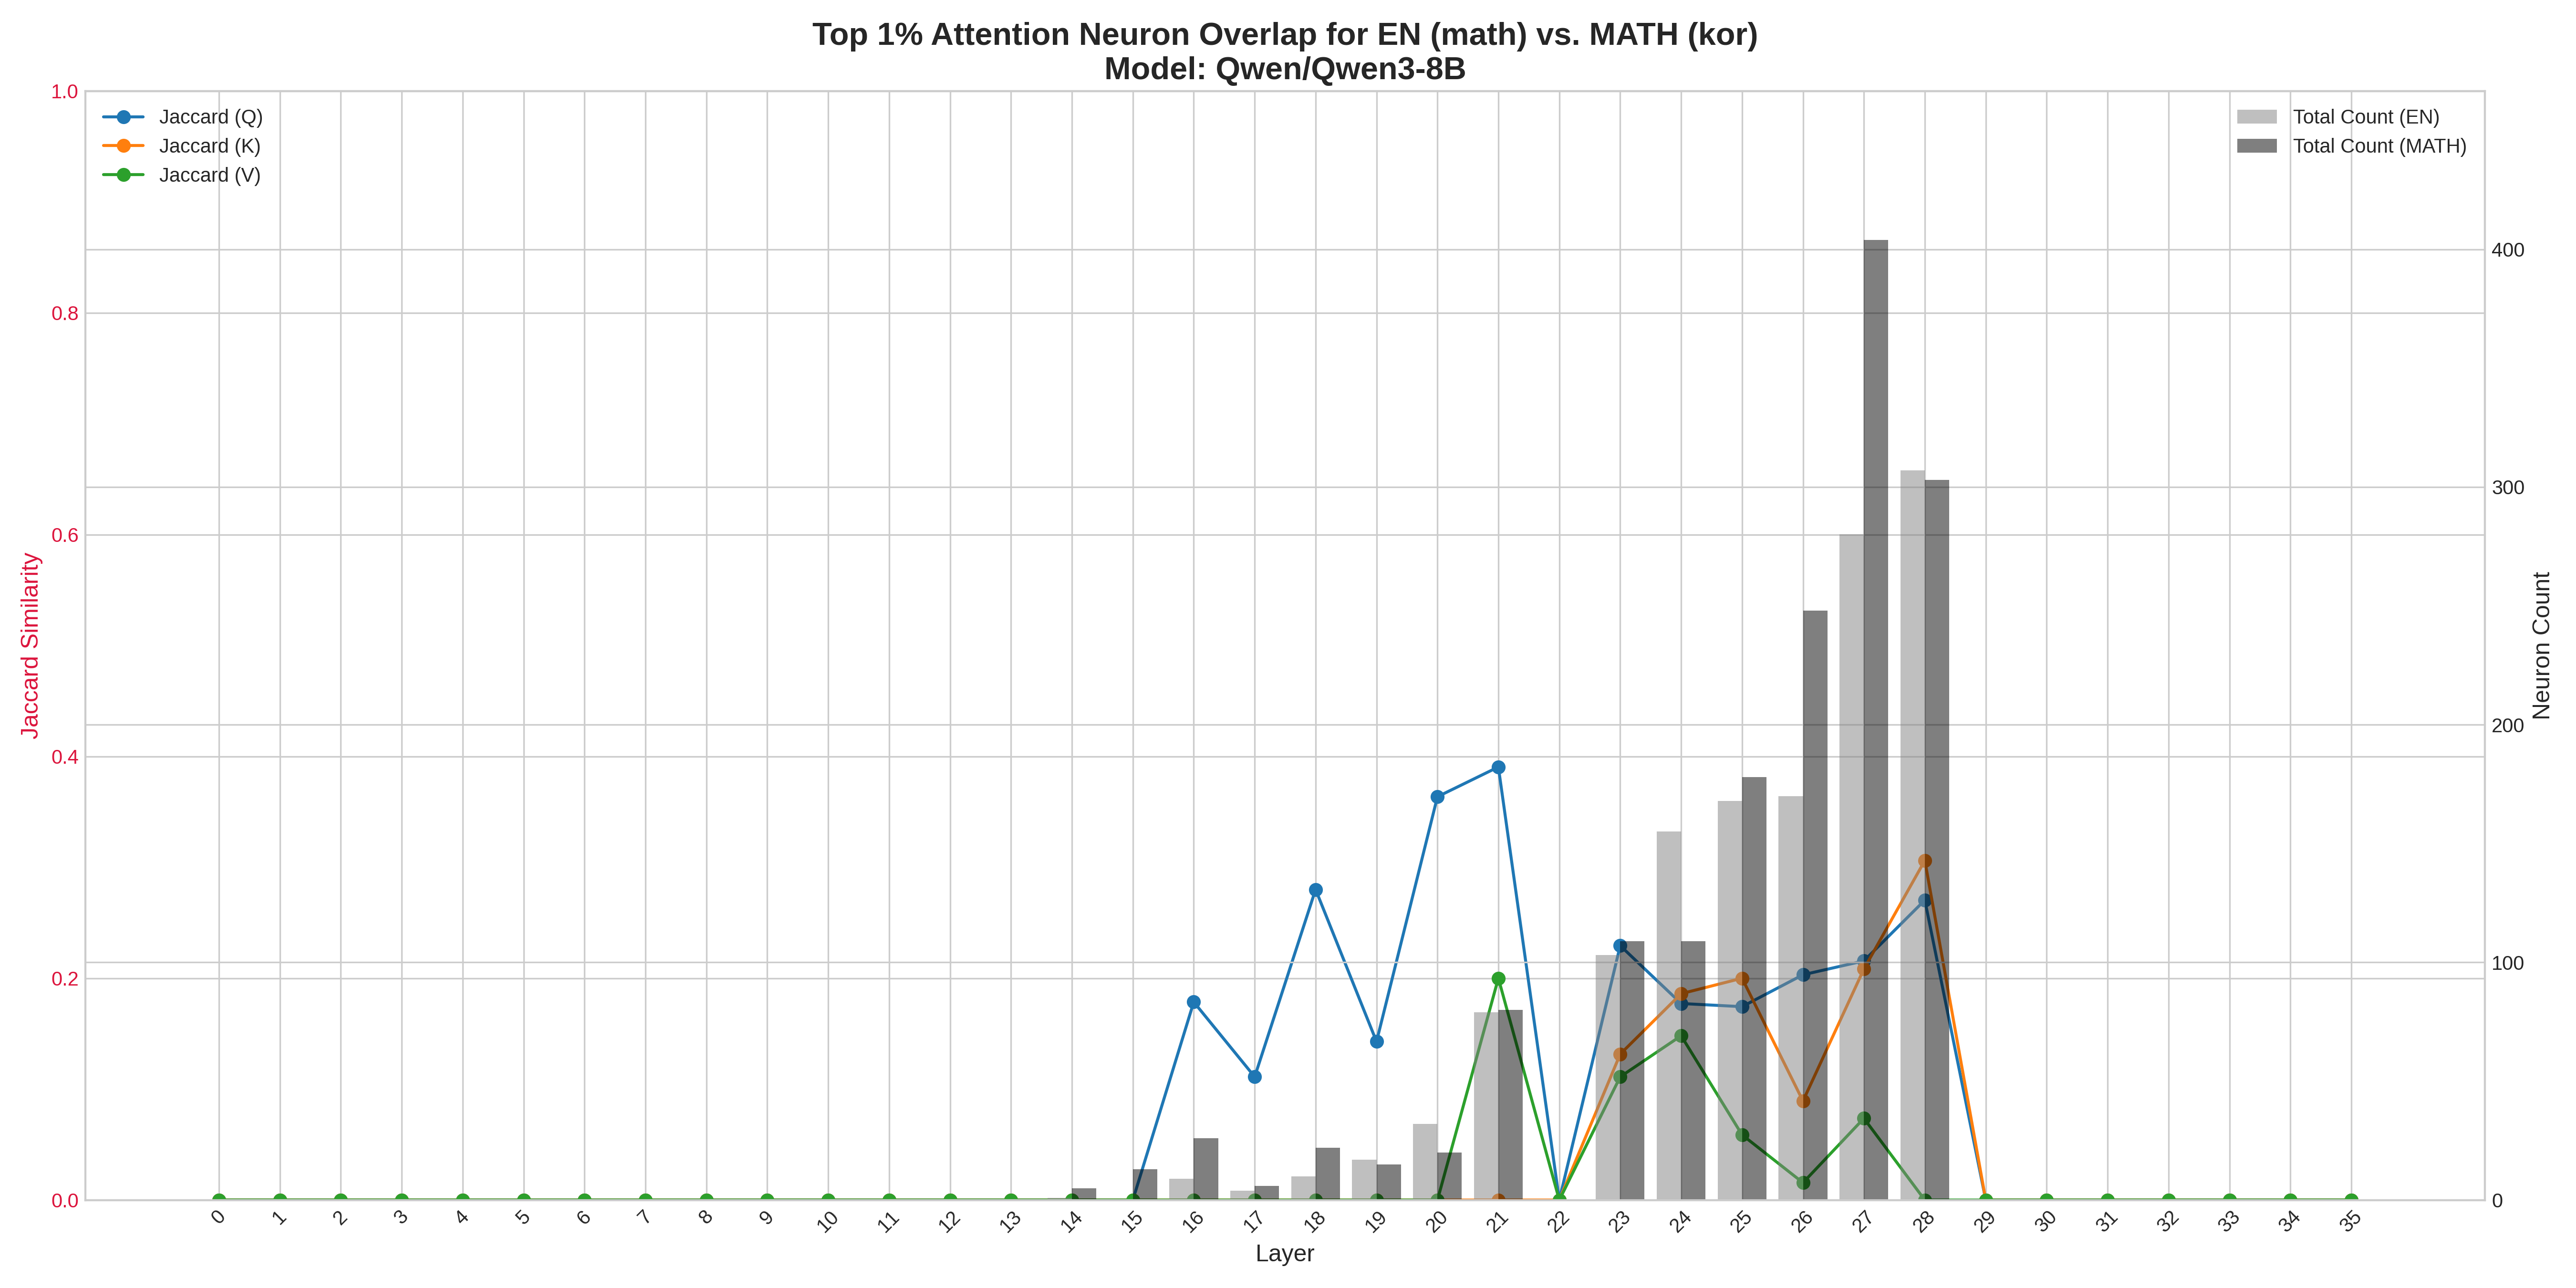 Top 1% Attention Neuron Overlap for EN (math) vs. MATH (kor)
Model: Qwen/Qwen3-8B
Jaccard (Q)
Jaccard (K)
Jaccard (V)
Total Count (EN)
Total Count (MATH)
Jaccard Similarity
1.0
0.8
0.6
0.4
0.2
0.0
Neuron Count
400
300
200
100
0
0 1 2 3 4 5 6 7 8 9 10 11 12 13 14 15 16 17 18 19 20 21 22 23 24 25 26 27 28 29 30 31 32 33 34 35
Layer